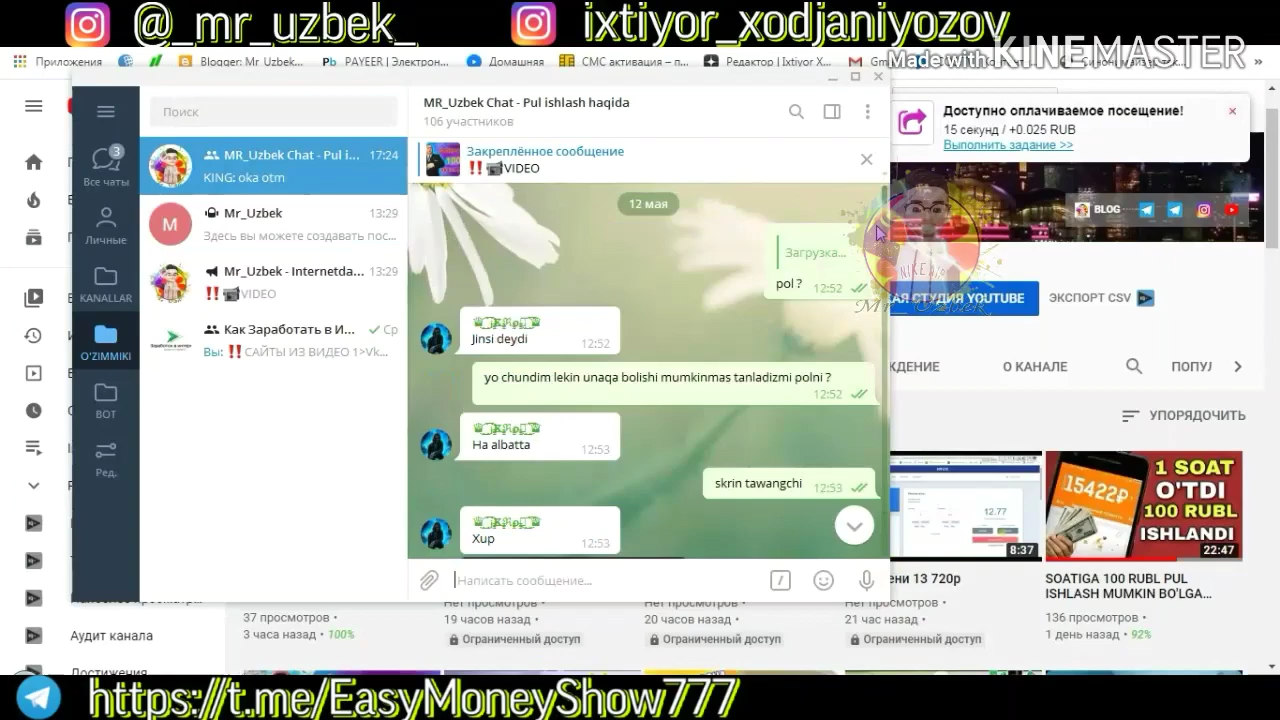 @_mr_uzbek_
ixtiyor_xodjaniyozov
Made with KINEMASTER
Приложения
Blogger: Mr_Uzbek...
PAYEER | Электрон...
Домашняя
СМС активация – п...
Редактор | Ixtiyor X...
Поиск
MR_Uzbek Chat - Pul ishlash haqida
106 участников
Закреплённое сообщение
‼️📹VIDEO
3
Все чаты
Личные
KANALLAR
O'ZIMMIKI
BOT
Ред.
MR_Uzbek Chat - Pul i...
17:24
KING: oka otm
M
Mr_Uzbek
13:29
Здесь вы можете создавать пос...
Mr_Uzbek - Internetda...
13:29
‼️📹VIDEO
Как Заработать в И...
Ср
Вы: ‼️САЙТЫ ИЗ ВИДЕО 1>Vk...
12 мая
Загрузка...
pol ?
12:52
Jinsi deydi
12:52
yo chundim lekin unaqa bolishi mumkinmas tanladizmi polni ?
12:52
Ha albatta
12:53
skrin tawangchi
12:53
Xup
12:53
Написать сообщение...
Доступно оплачиваемое посещение!
15 секунд / +0.025 RUB
Выполнить задание >>
BLOG
NIKE
Mr_Uzbek
КАЯ СТУДИЯ YOUTUBE
ЭКСПОРТ CSV
ЖДЕНИЕ
О КАНАЛЕ
ПОПУЛ
УПОРЯДОЧИТЬ
12.77
8:37
15422₽
1 SOAT
O'TDI
100 RUBL
ISHLANDI
22:47
ени 13 720p
SOATIGA 100 RUBL PUL
ISHLASH MUMKIN BO'LGA...
37 просмотров •
3 часа назад • 100%
Нет просмотров •
19 часов назад •
Ограниченный доступ
Нет просмотров •
20 часов назад •
Ограниченный доступ
Нет просмотров •
21 час назад •
Ограниченный доступ
136 просмотров •
1 день назад • 92%
Аудит канала
Достижения
https://t.me/EasyMoneyShow777